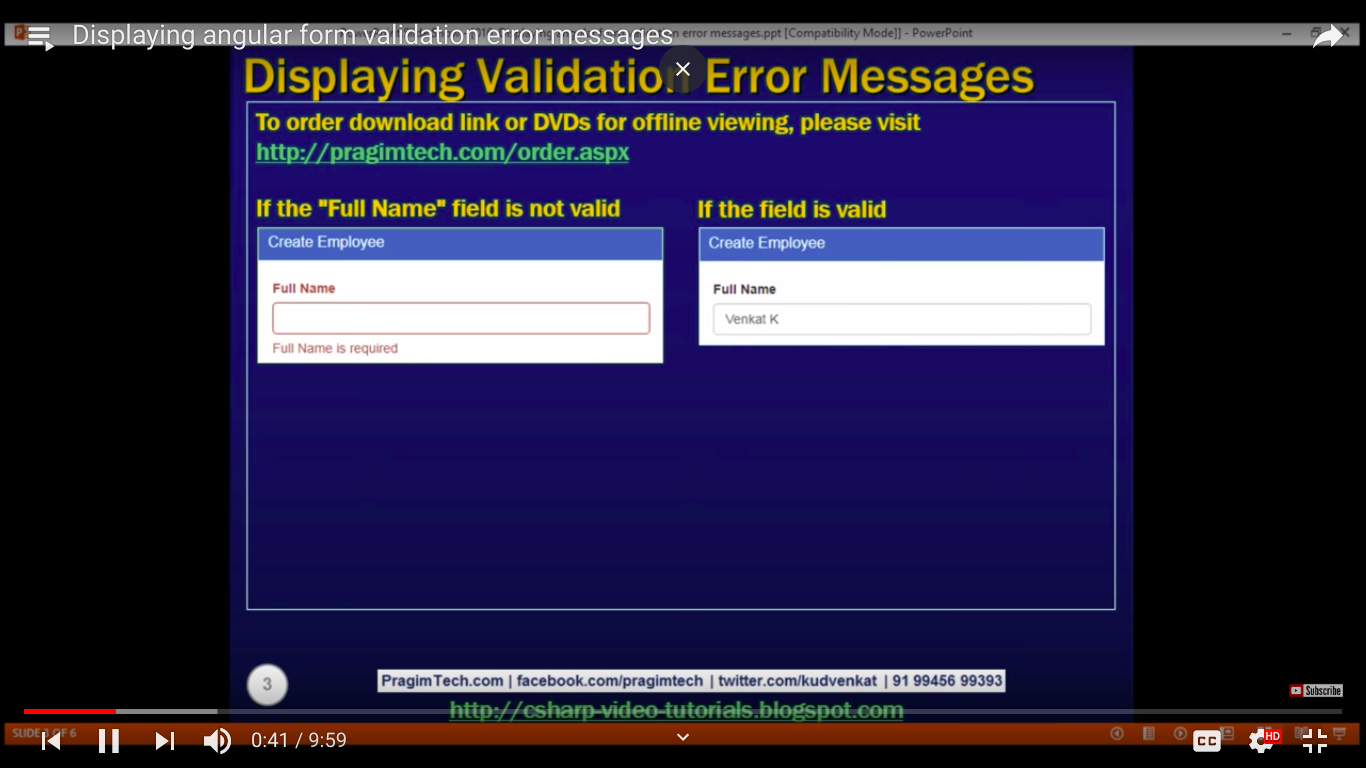 Displaying angular form validation error messages
n error messages.ppt [Compatibility Mode]] - PowerPoint
Displaying Validation Error Messages
To order download link or DVDs for offline viewing, please visit
http://pragimtech.com/order.aspx
If the "Full Name" field is not valid
If the field is valid
Create Employee
Create Employee
Full Name
Full Name
Venkat K
Full Name is required
3
PragimTech.com | facebook.com/pragimtech | twitter.com/kudvenkat | 91 99456 99393
Subscribe
http://csharp-video-tutorials.blogspot.com
SLIDE OF 6
0:41 / 9:59
CC
HD